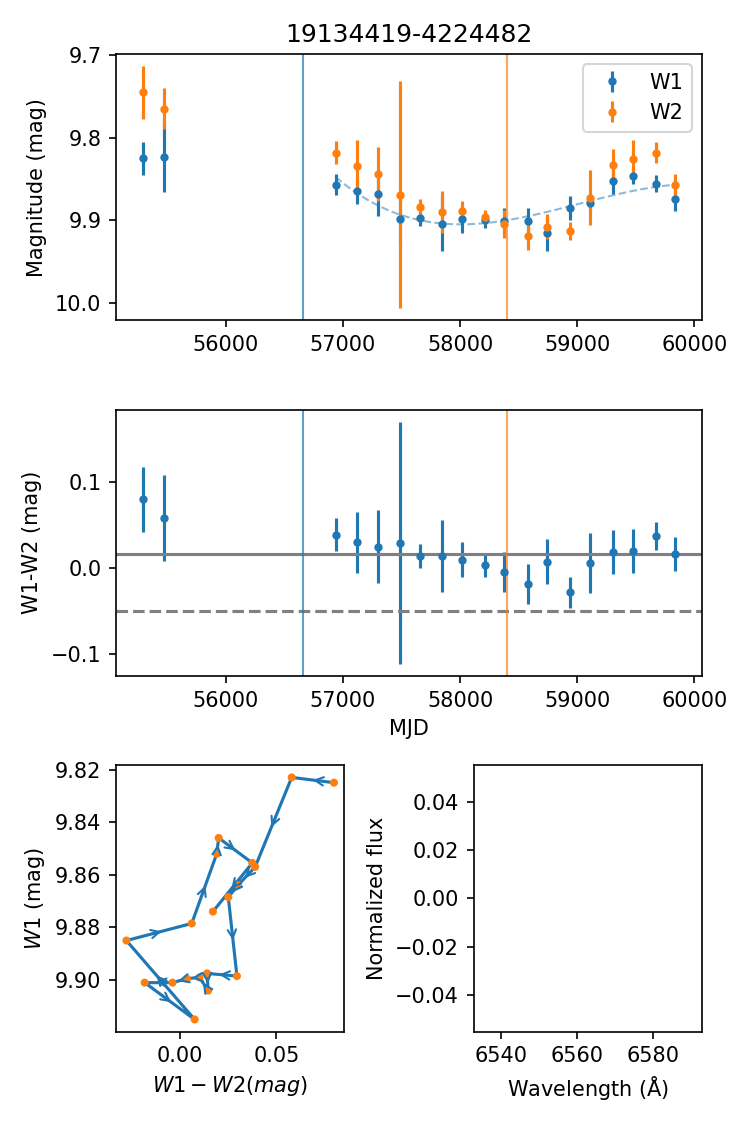 19134419-4224482
Magnitude (mag)
9.7
9.8
9.9
10.0
W1
W2
56000 57000 58000 59000 60000
W1-W2 (mag)
0.1
0.0
−0.1
56000 57000 58000 59000 60000
MJD
W1 (mag)
9.82
9.84
9.86
9.88
9.90
0.00 0.05
W1 − W2(mag)
Normalized flux
0.04
0.02
0.00
−0.02
−0.04
6540 6560 6580
Wavelength (Å)